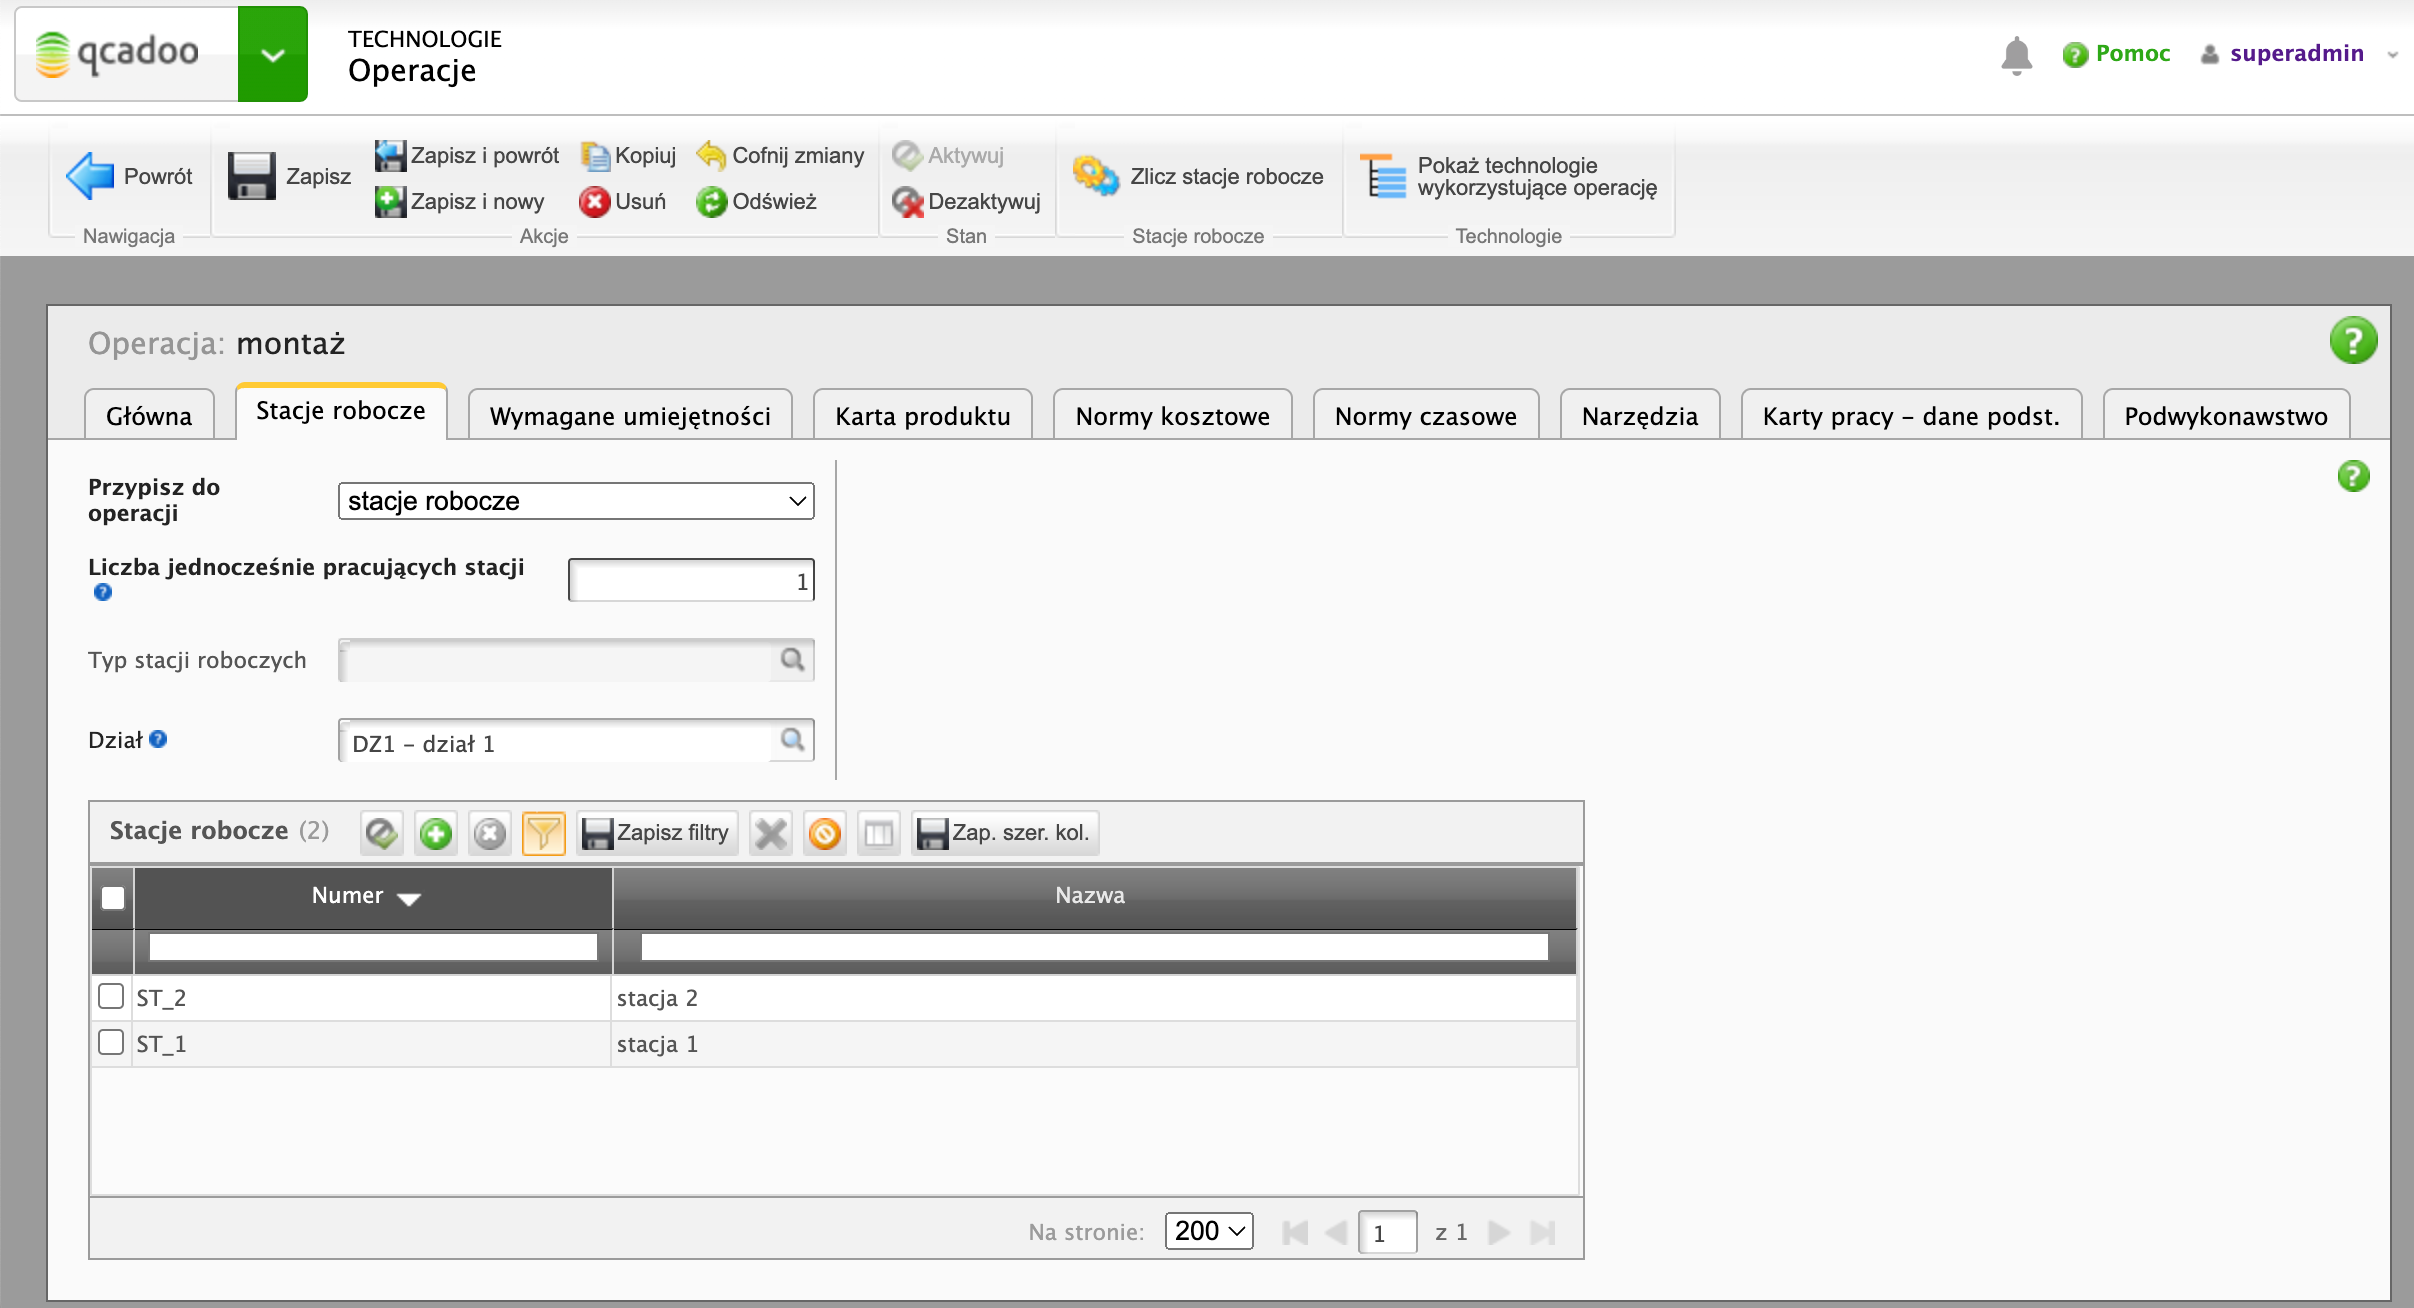 qcadoo
TECHNOLOGIE
Operacje
Pomoc
superadmin
Powrót
Zapisz
Zapisz i powrót
Kopiuj
Cofnij zmiany
Zapisz i nowy
Usuń
Odśwież
Aktywuj
Dezaktywuj
Zlicz stacje robocze
Pokaż technologie
wykorzystujące operację
Nawigacja
Akcje
Stan
Stacje robocze
Technologie
Operacja: montaż
Główna
Stacje robocze
Wymagane umiejętności
Karta produktu
Normy kosztowe
Normy czasowe
Narzędzia
Karty pracy – dane podst.
Podwykonawstwo
Przypisz do
operacji
stacje robocze
Liczba jednocześnie pracujących stacji
1
Typ stacji roboczych
Dział
DZ1 – dział 1
Stacje robocze (2)
Zapisz filtry
Zap. szer. kol.
Numer
Nazwa
ST_2
stacja 2
ST_1
stacja 1
Na stronie:
200
1
z 1